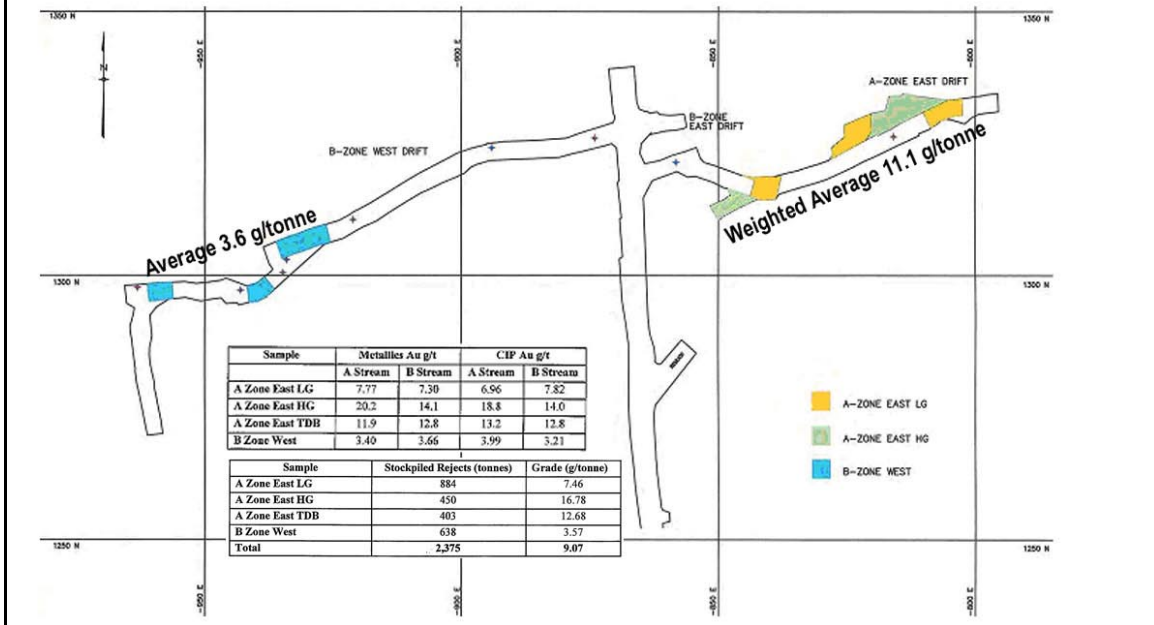 1350 N
1350 N
-950 E
-900 E
-850 E
-800 E
N
A-ZONE EAST DRIFT
B-ZONE
EAST DRIFT
B-ZONE WEST DRIFT
Weighted Average 11.1 g/tonne
Average 3.6 g/tonne
1300 N
1300 N
Sample Metallics Au g/t CIP Au g/t
A Stream B Stream A Stream B Stream
A Zone East LG 7.77 7.30 6.96 7.82
A Zone East HG 20.2 14.1 18.8 14.0
A Zone East TDB 11.9 12.8 13.2 12.8
B Zone West 3.40 3.66 3.99 3.21
A-ZONE EAST LG
A-ZONE EAST HG
B-ZONE WEST
Sample Stockpiled Rejects (tonnes) Grade (g/tonne)
A Zone East LG 884 7.46
A Zone East HG 450 16.78
A Zone East TDB 403 12.68
B Zone West 638 3.57
Total 2,375 9.07
1250 N
1250 N
-950 E
-900 E
-850 E
-800 E